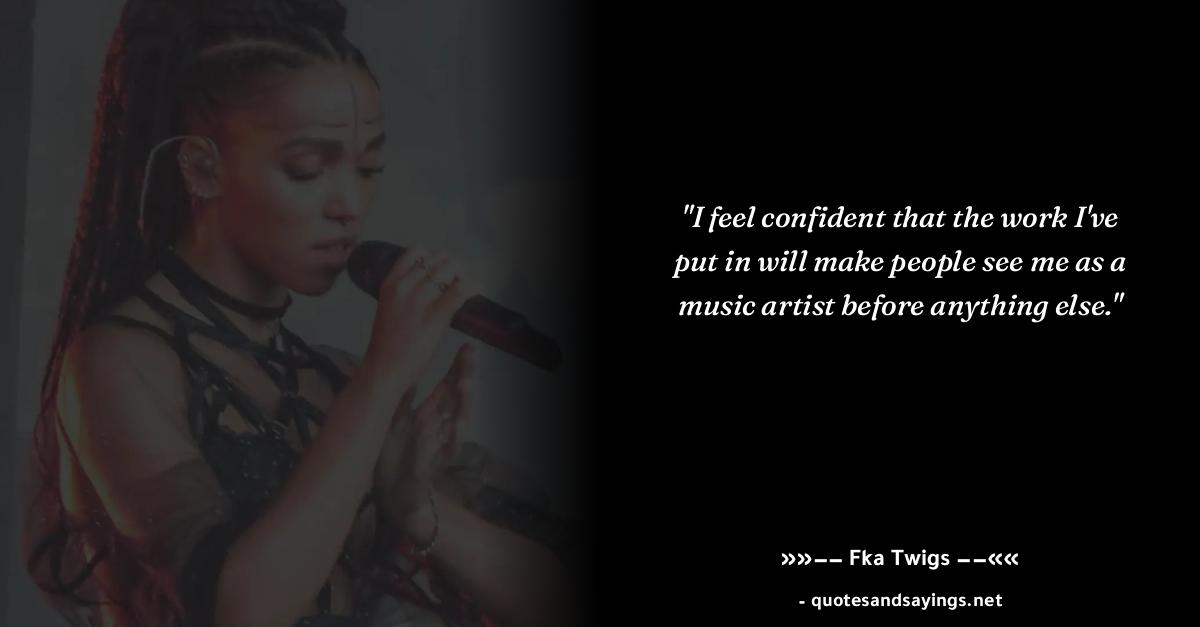 "I feel confident that the work I've
put in will make people see me as a
music artist before anything else."
»»–– Fka Twigs ––««
- quotesandsayings.net